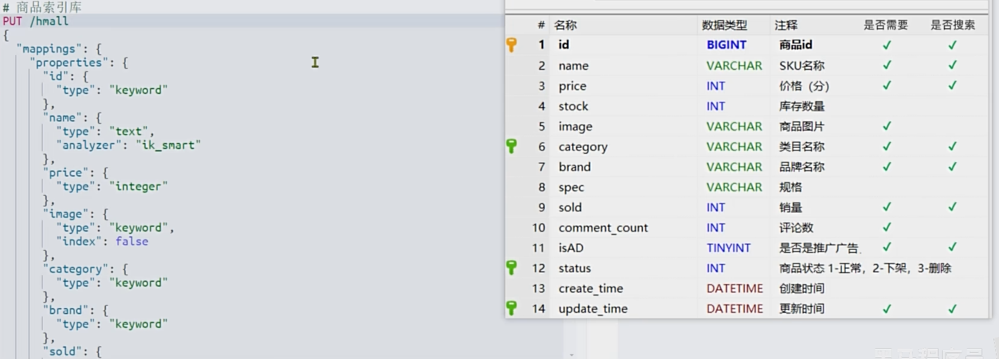 # 商品索引库
PUT /hmall
{
"mappings": {
"properties": {
"id": {
"type": "keyword"
},
"name": {
"type": "text",
"analyzer": "ik_smart"
},
"price": {
"type": "integer"
},
"image": {
"type": "keyword",
"index": false
},
"category": {
"type": "keyword"
},
"brand": {
"type": "keyword"
},
"sold": {
# 名称 数据类型 注释 是否需要 是否搜索
1 id BIGINT 商品id ✓ ✓
2 name VARCHAR SKU名称 ✓ ✓
3 price INT 价格（分） ✓ ✓
4 stock INT 库存数量
5 image VARCHAR 商品图片 ✓
6 category VARCHAR 类目名称 ✓ ✓
7 brand VARCHAR 品牌名称 ✓ ✓
8 spec VARCHAR 规格
9 sold INT 销量 ✓ ✓
10 comment_count INT 评论数 ✓
11 isAD TINYINT 是否是推广广告 ✓ ✓
12 status INT 商品状态 1-正常，2-下架，3-删除
13 create_time DATETIME 创建时间
14 update_time DATETIME 更新时间 ✓ ✓